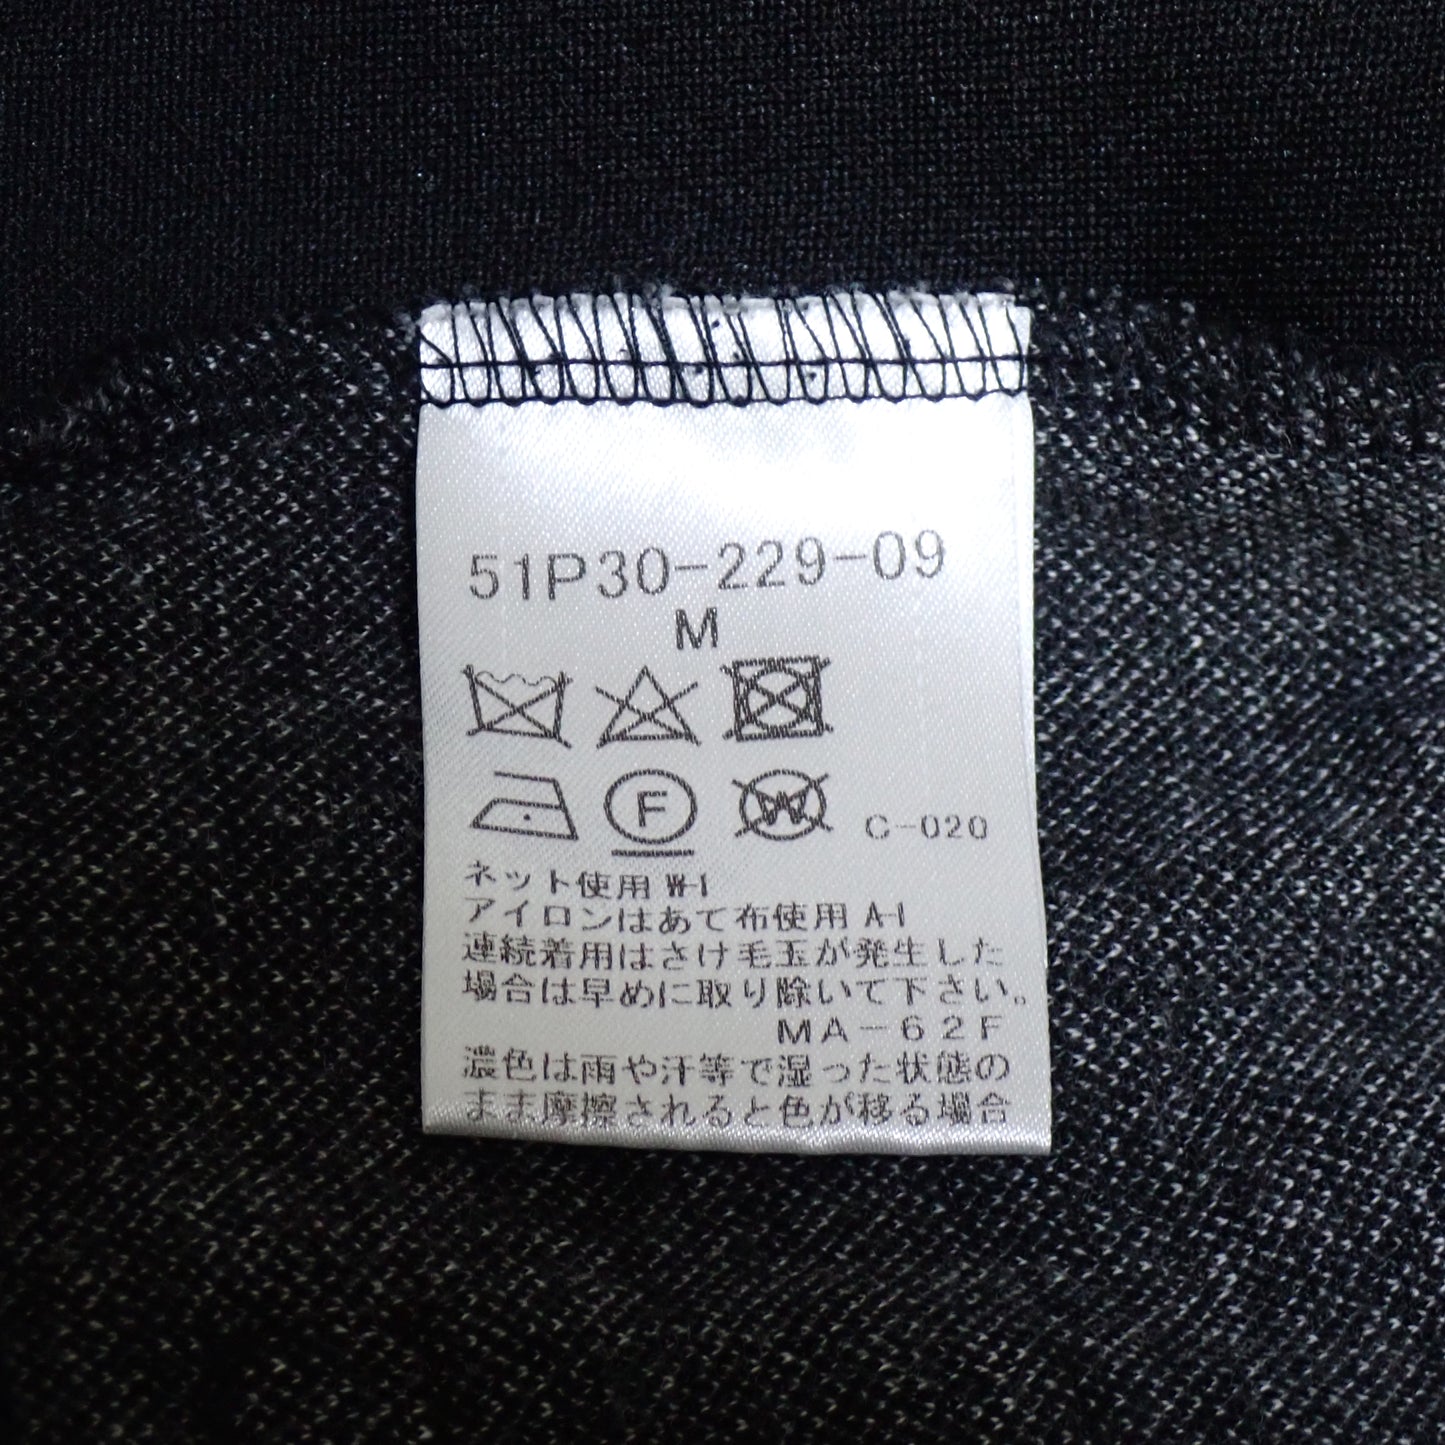 51P30-229-09
M
F W C-020
ネット使用 W-1
アイロンはあて布使用 A-1
連続着用はさけ毛玉が発生した
場合は早めに取り除いて下さい。
MA-62F
濃色は雨や汗等で湿った状態の
まま摩擦されると色が移る場合